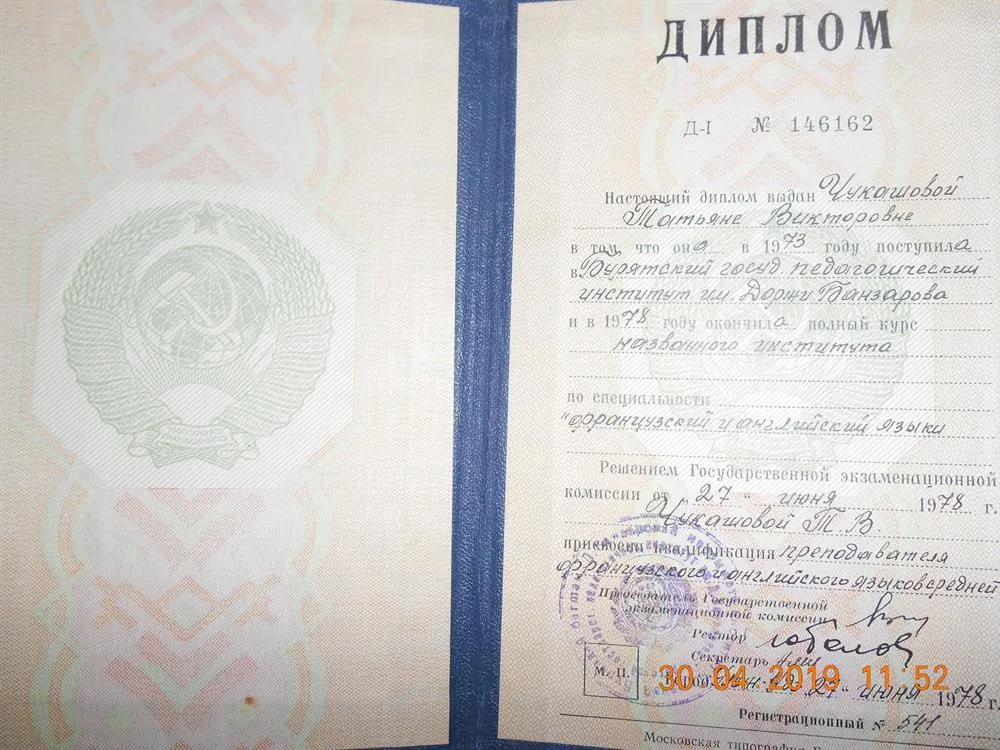 ДИПЛОМ
Д-I № 146162
Настоящий диплом выдан Чукашовой
Татьяне Викторовне
в том, что она в 1973 году поступила
в Бурятский госуд. педагогический
институт им. Доржи Банзарова
и в 1978 году окончила полный курс
названного института
по специальности
"французский и английский языки
Решением Государственной экзаменационной
комиссии от „27" июня 1978 г.
Чукашовой Т. В.
присвоена квалификация преподавателя
французского и английского языков средней
Председатель Государственной
экзаменационной комиссии
Ректор
Секретарь
М. П.
Город 27" июня 1978 г.
30 04 2019 11:52
Регистрационный № 541
Московская типография